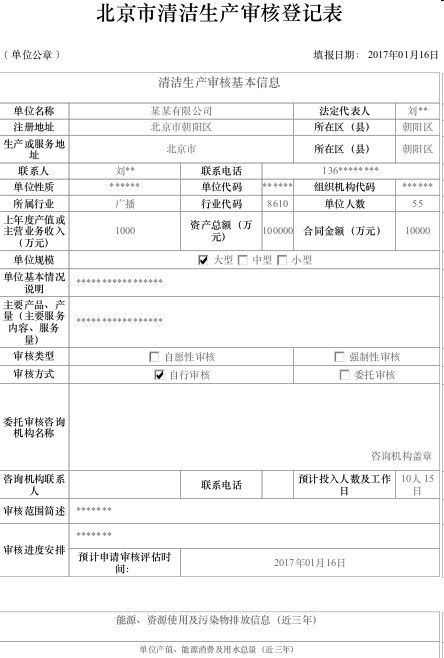 北京市清洁生产审核登记表
（单位公章） 填报日期： 2017年01月16日
清洁生产审核基本信息
单位名称 某某有限公司 法定代表人 刘**
注册地址 北京市朝阳区 所在区（县） 朝阳区
生产或服务地址 北京市 所在区（县） 朝阳区
联系人 刘** 联系电话 136********
单位性质 ****** 单位代码 ****** 组织机构代码 ******
所属行业 广播 行业代码 8610 单位人数 55
上年度产值或主营业务收入（万元） 1000 资产总额（万元） 100000 合同金额（万元） 10000
单位规模 大型 中型 小型
单位基本情况说明 *****************
主要产品、产量（主要服务内容、服务量） *****************
审核类型 自愿性审核 强制性审核
审核方式 自行审核 委托审核
委托审核咨询机构名称
咨询机构盖章
咨询机构联系人 联系电话 预计投入人数及工作日 10人 15日
审核范围简述 *******
审核进度安排 *******
预计申请审核评估时间： 2017年01月16日
能源、资源使用及污染物排放信息（近三年）
单位产值、能源消费及用水总量（近三年）